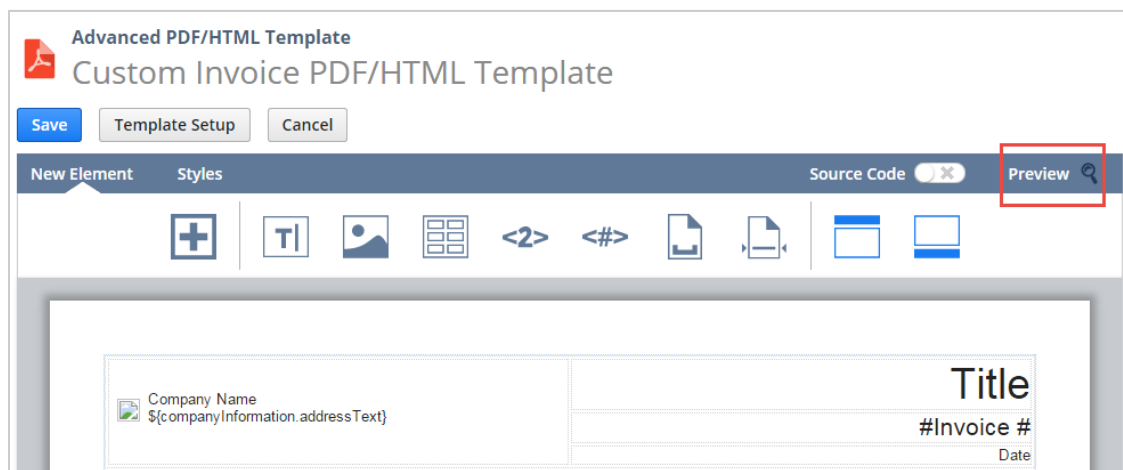 Advanced PDF/HTML Template
Custom Invoice PDF/HTML Template
Save Template Setup Cancel
New Element Styles Source Code Preview
T <2> <#>
Title
Company Name
${companyInformation.addressText}
#Invoice #
Date